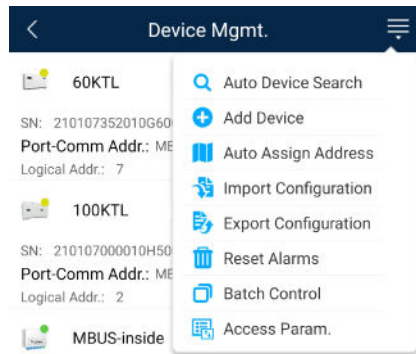 Device Mgmt.
60KTL
SN: 210107352010G60
Port-Comm Addr.: ME
Logical Addr.: 7
100KTL
SN: 210107000010H50
Port-Comm Addr.: ME
Logical Addr.: 2
MBUS-inside
Auto Device Search
Add Device
Auto Assign Address
Import Configuration
Export Configuration
Reset Alarms
Batch Control
Access Param.